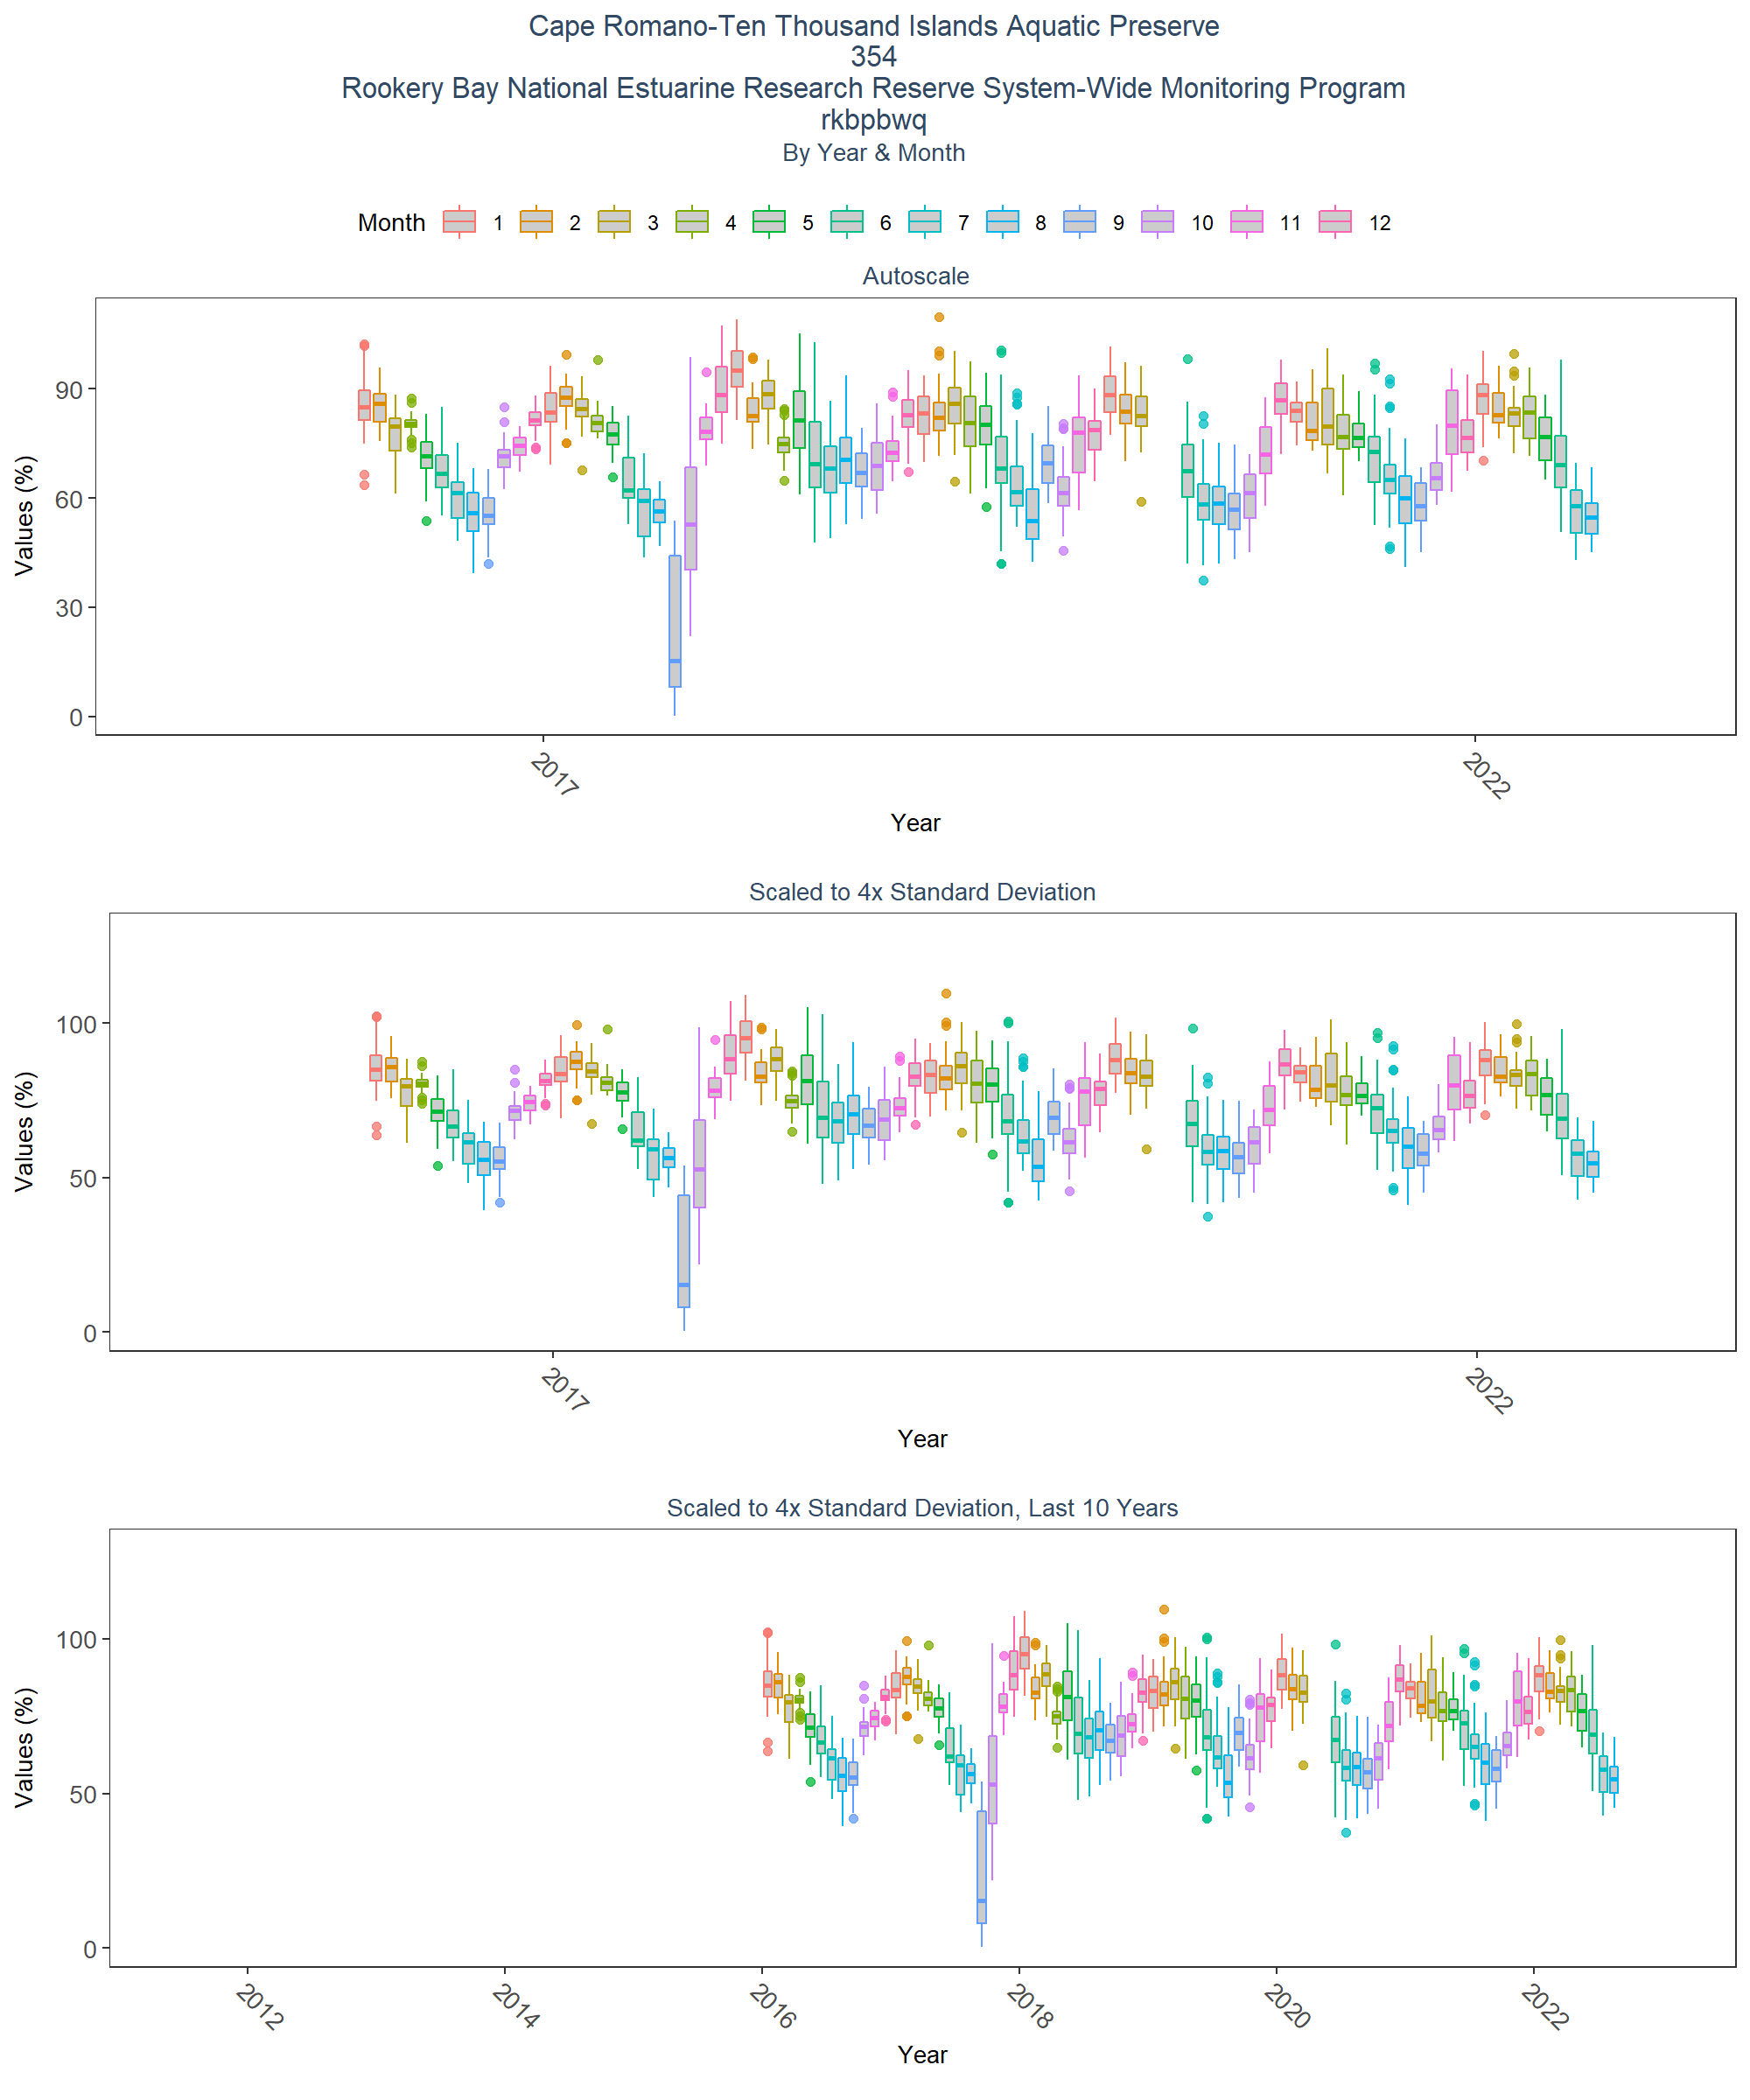 Cape Romano-Ten Thousand Islands Aquatic Preserve
354
Rookery Bay National Estuarine Research Reserve System-Wide Monitoring Program
rkbpbwq
By Year & Month
Month 1 2 3 4 5 6 7 8 9 10 11 12
Autoscale
Values (%)
90
60
30
0
2017 2022
Year
Scaled to 4x Standard Deviation
Values (%)
100
50
0
2017 2022
Year
Scaled to 4x Standard Deviation, Last 10 Years
Values (%)
100
50
0
2012 2014 2016 2018 2020 2022
Year